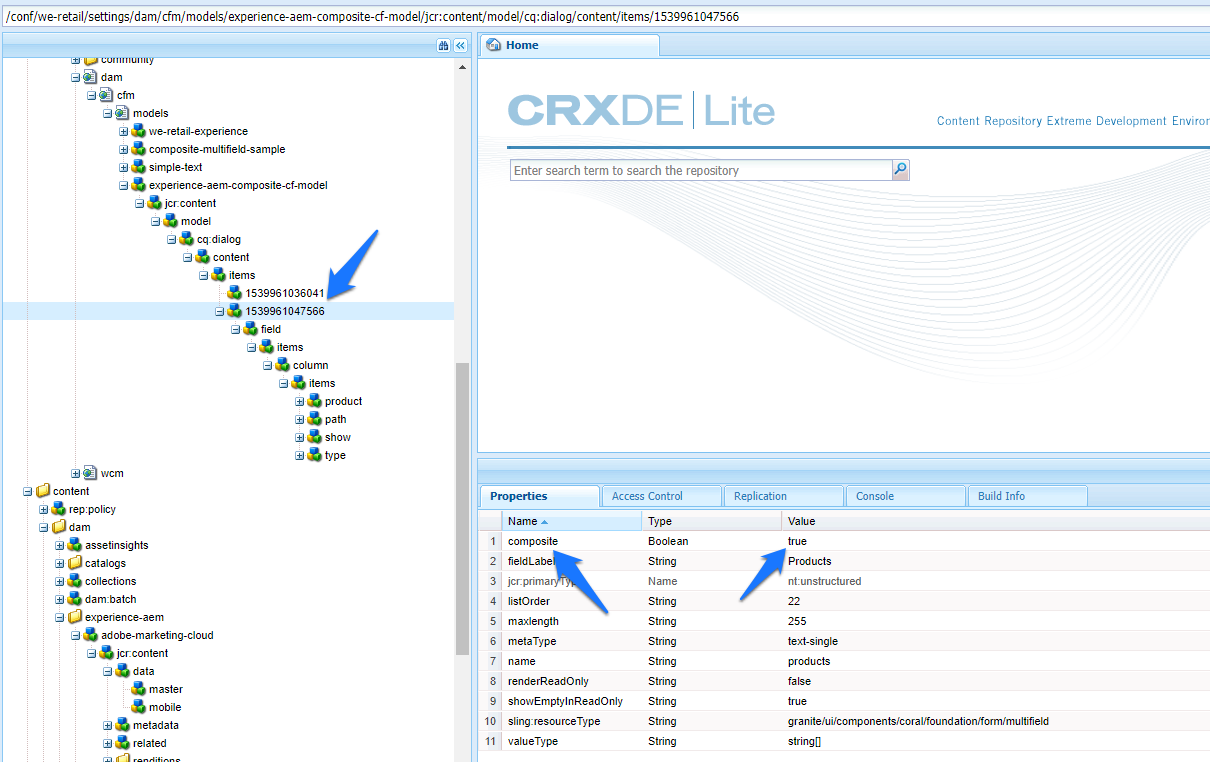 /conf/we-retail/settings/dam/cfm/models/experience-aem-composite-cf-model/jcr:content/model/cq:dialog/content/items/1539961047566
Home
community
dam
cfm
models
we-retail-experience
composite-multifield-sample
simple-text
experience-aem-composite-cf-model
jcr:content
model
cq:dialog
content
items
1539961036041
1539961047566
field
items
column
items
product
path
show
type
wcm
content
rep:policy
dam
assetinsights
catalogs
collections
dam:batch
experience-aem
adobe-marketing-cloud
jcr:content
data
master
mobile
metadata
related
renditions
CRXDE Lite
Content Repository Extreme Development Environ
Enter search term to search the repository
Properties Access Control Replication Console Build Info
Name Type Value
1 composite Boolean true
2 fieldLabel String Products
3 jcr:primaryType Name nt:unstructured
4 listOrder String 22
5 maxlength String 255
6 metaType String text-single
7 name String products
8 renderReadOnly String false
9 showEmptyInReadOnly String true
10 sling:resourceType String granite/ui/components/coral/foundation/form/multifield
11 valueType String string[]